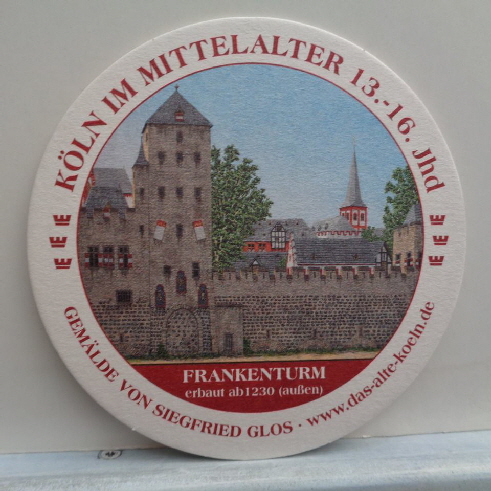 KÖLN IM MITTELALTER 13.-16. Jhd
FRANKENTURM
erbaut ab1230 (außen)
GEMÄLDE VON SIEGFRIED GLOS · www.das-alte-koeln.de